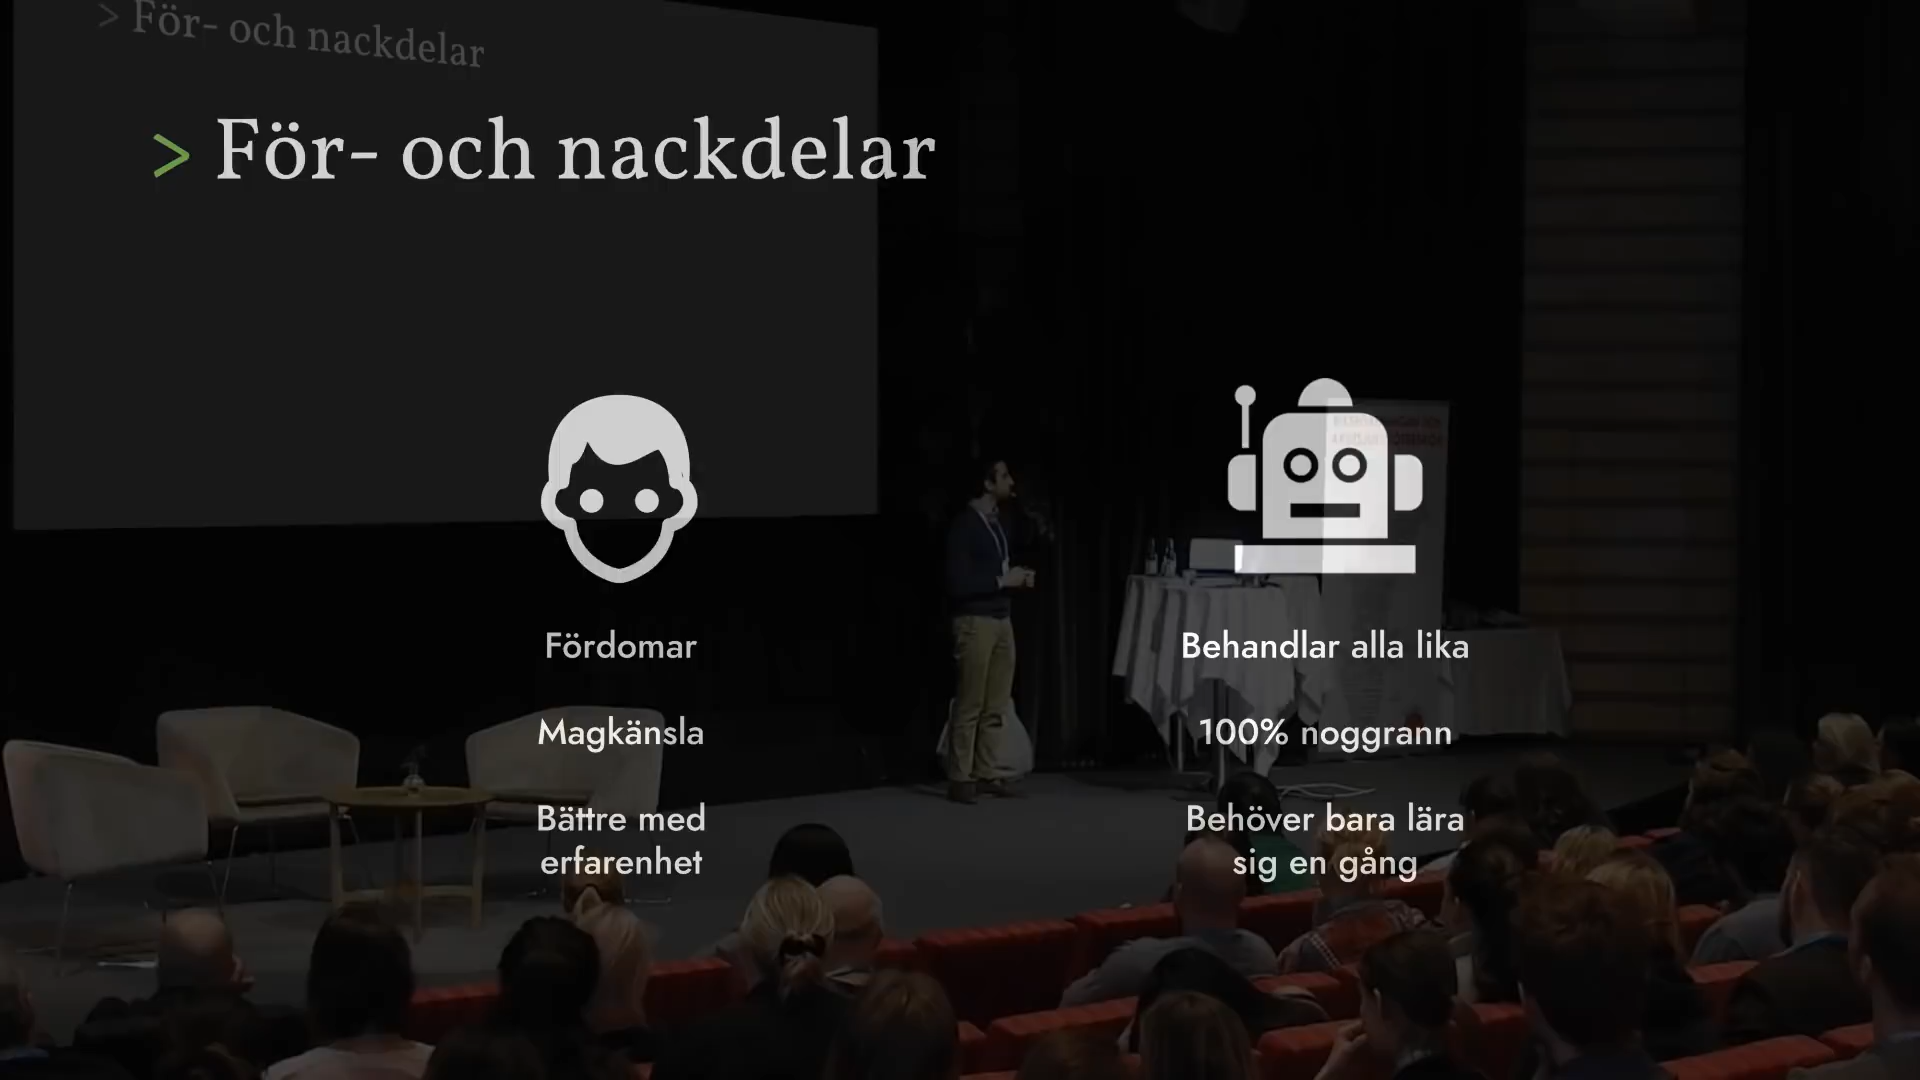 > För- och nackdelar
> För- och nackdelar
Fördomar
Magkänsla
Bättre med
erfarenhet
Behandlar alla lika
100% noggrann
Behöver bara lära
sig en gång